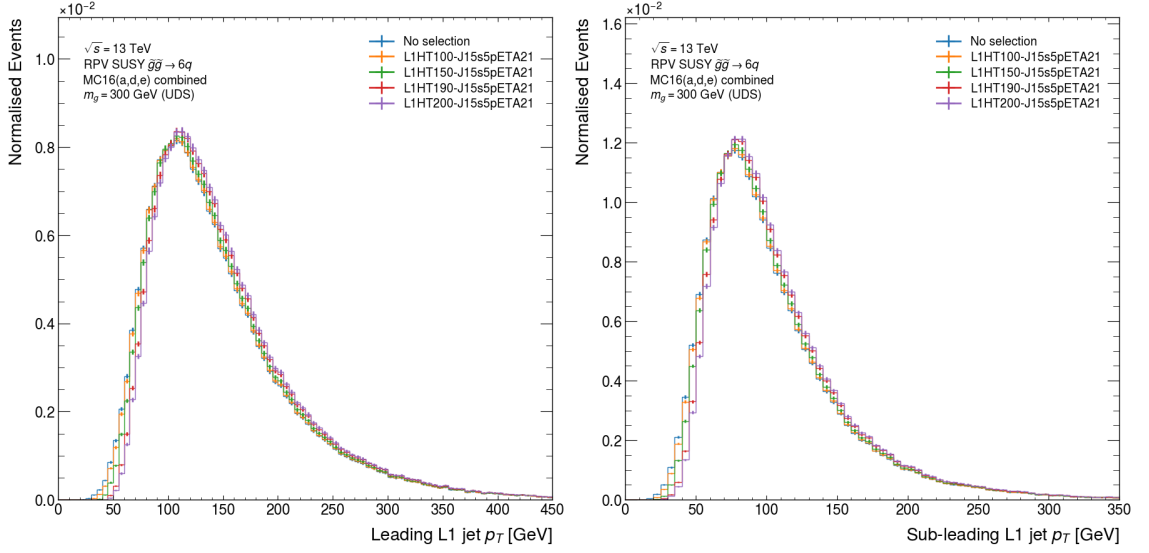 ×10⁻²
Normalised Events
1.0
0.8
0.6
0.4
0.2
0.0
√s = 13 TeV
RPV SUSY g̃g̃ → 6q
MC16(a,d,e) combined
m_g = 300 GeV (UDS)
No selection
L1HT100-J15s5pETA21
L1HT150-J15s5pETA21
L1HT190-J15s5pETA21
L1HT200-J15s5pETA21
0 50 100 150 200 250 300 350 400 450
Leading L1 jet p_T [GeV]
×10⁻²
Normalised Events
1.6
1.4
1.2
1.0
0.8
0.6
0.4
0.2
0.0
√s = 13 TeV
RPV SUSY g̃g̃ → 6q
MC16(a,d,e) combined
m_g = 300 GeV (UDS)
No selection
L1HT100-J15s5pETA21
L1HT150-J15s5pETA21
L1HT190-J15s5pETA21
L1HT200-J15s5pETA21
0 50 100 150 200 250 300 350
Sub-leading L1 jet p_T [GeV]